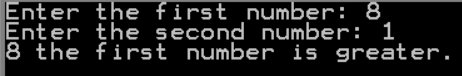 Enter the first number: 8
Enter the second number: 1
8 the first number is greater.